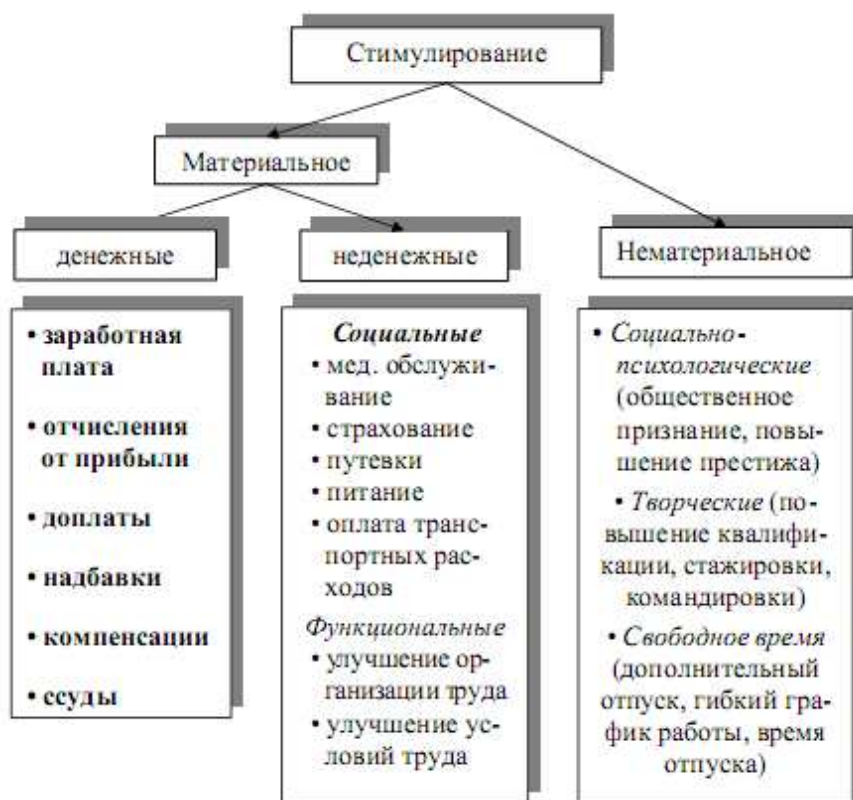 Стимулирование
Материальное
денежные
неденежные
Нематериальное
• заработная
плата
• отчисления
от прибыли
• доплаты
• надбавки
• компенсации
• ссуды
Социальные
• мед. обслужи-
вание
• страхование
• путевки
• питание
• оплата транс-
портных рас-
ходов
Функциональные
• улучшение ор-
ганизации труда
• улучшение ус-
ловий труда
• Социально-
психологические
(общественное
признание, повы-
шение престижа)
• Творческие (по-
вышение квалифи-
кации, стажировки,
командировки)
• Свободное время
(дополнительный
отпуск, гибкий гра-
фик работы, время
отпуска)